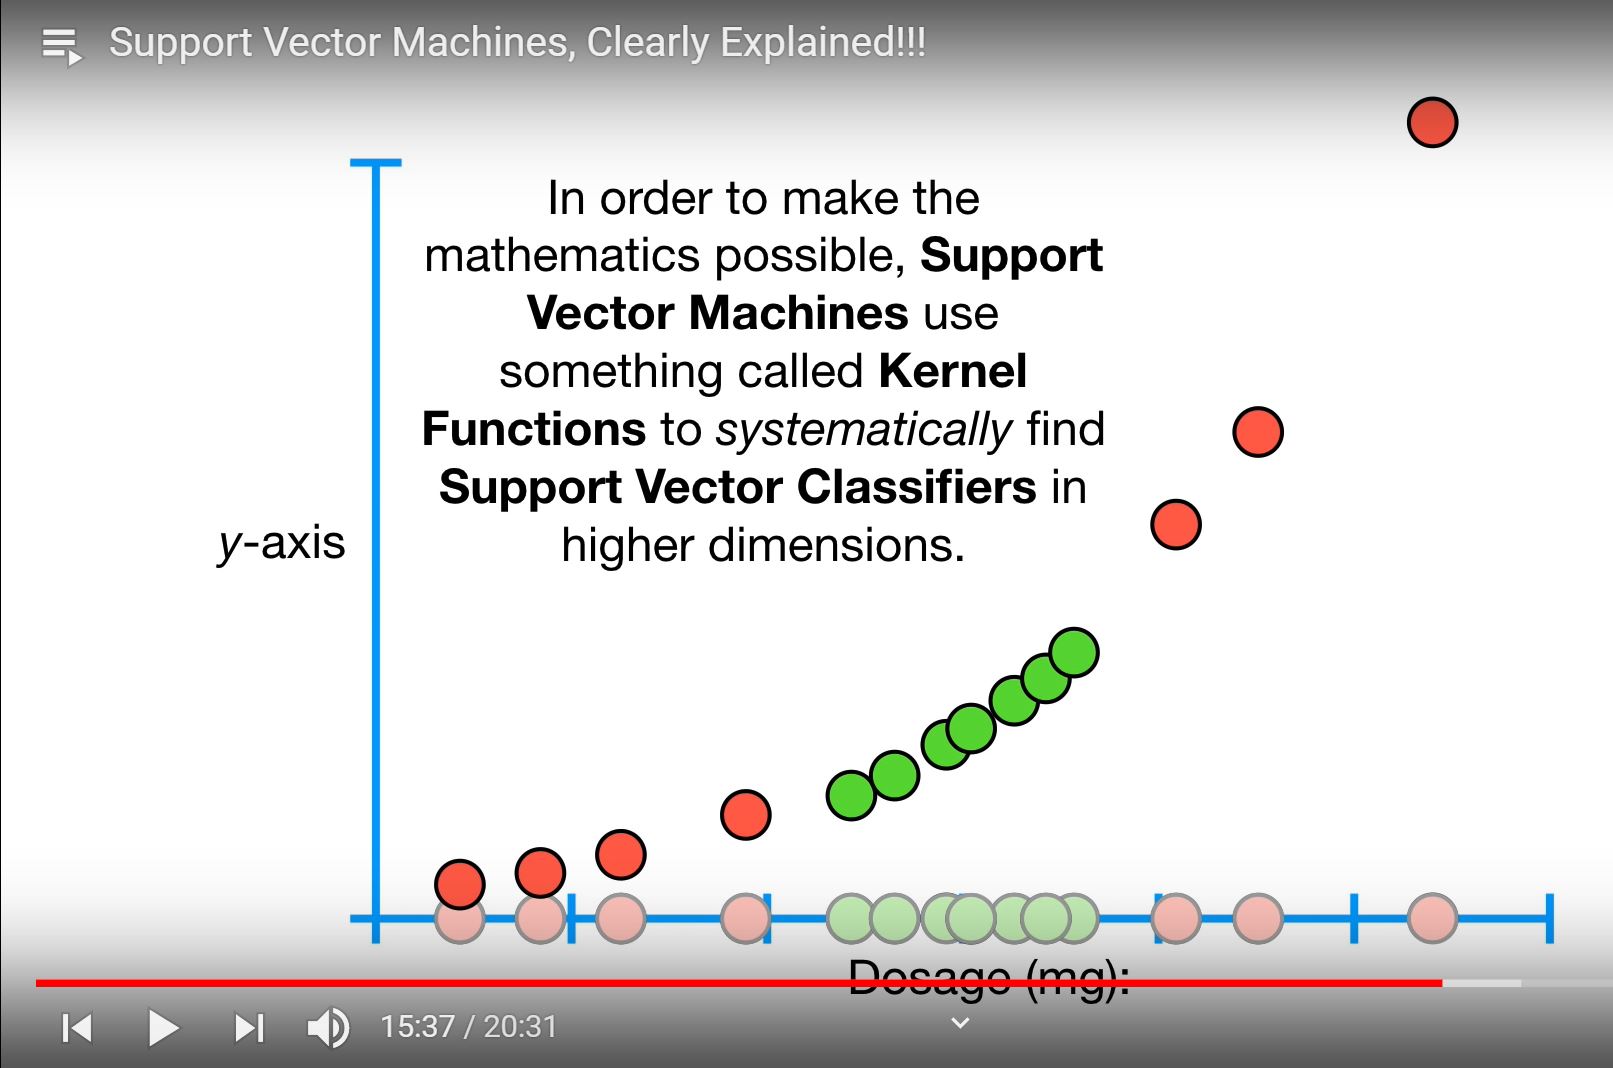 Support Vector Machines, Clearly Explained!!!
In order to make the
mathematics possible, Support
Vector Machines use
something called Kernel
Functions to systematically find
Support Vector Classifiers in
higher dimensions.
y-axis
Dosage (mg):
15:37 / 20:31